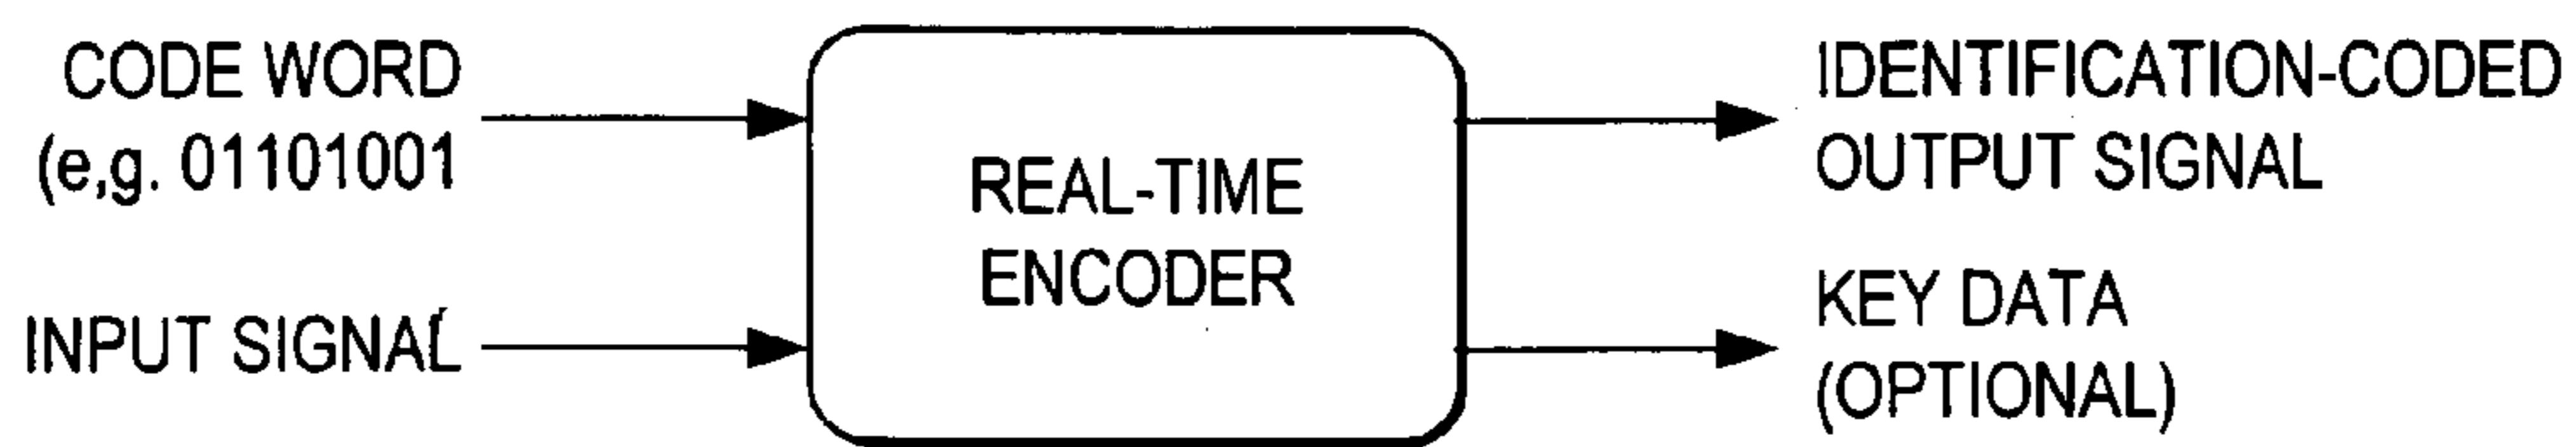 CODE WORD
(e,g. 01101001
INPUT SIGNAL
REAL-TIME
ENCODER
IDENTIFICATION-CODED
OUTPUT SIGNAL
KEY DATA
(OPTIONAL)